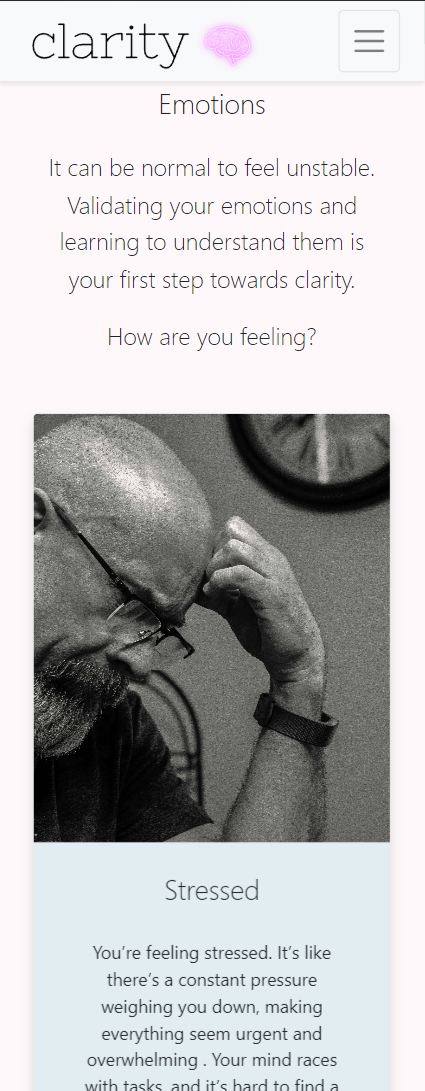 clarity
Emotions
It can be normal to feel unstable.
Validating your emotions and
learning to understand them is
your first step towards clarity.
How are you feeling?
Stressed
You’re feeling stressed. It’s like
there’s a constant pressure
weighing you down, making
everything seem urgent and
overwhelming . Your mind races
with tasks, and it’s hard to find a